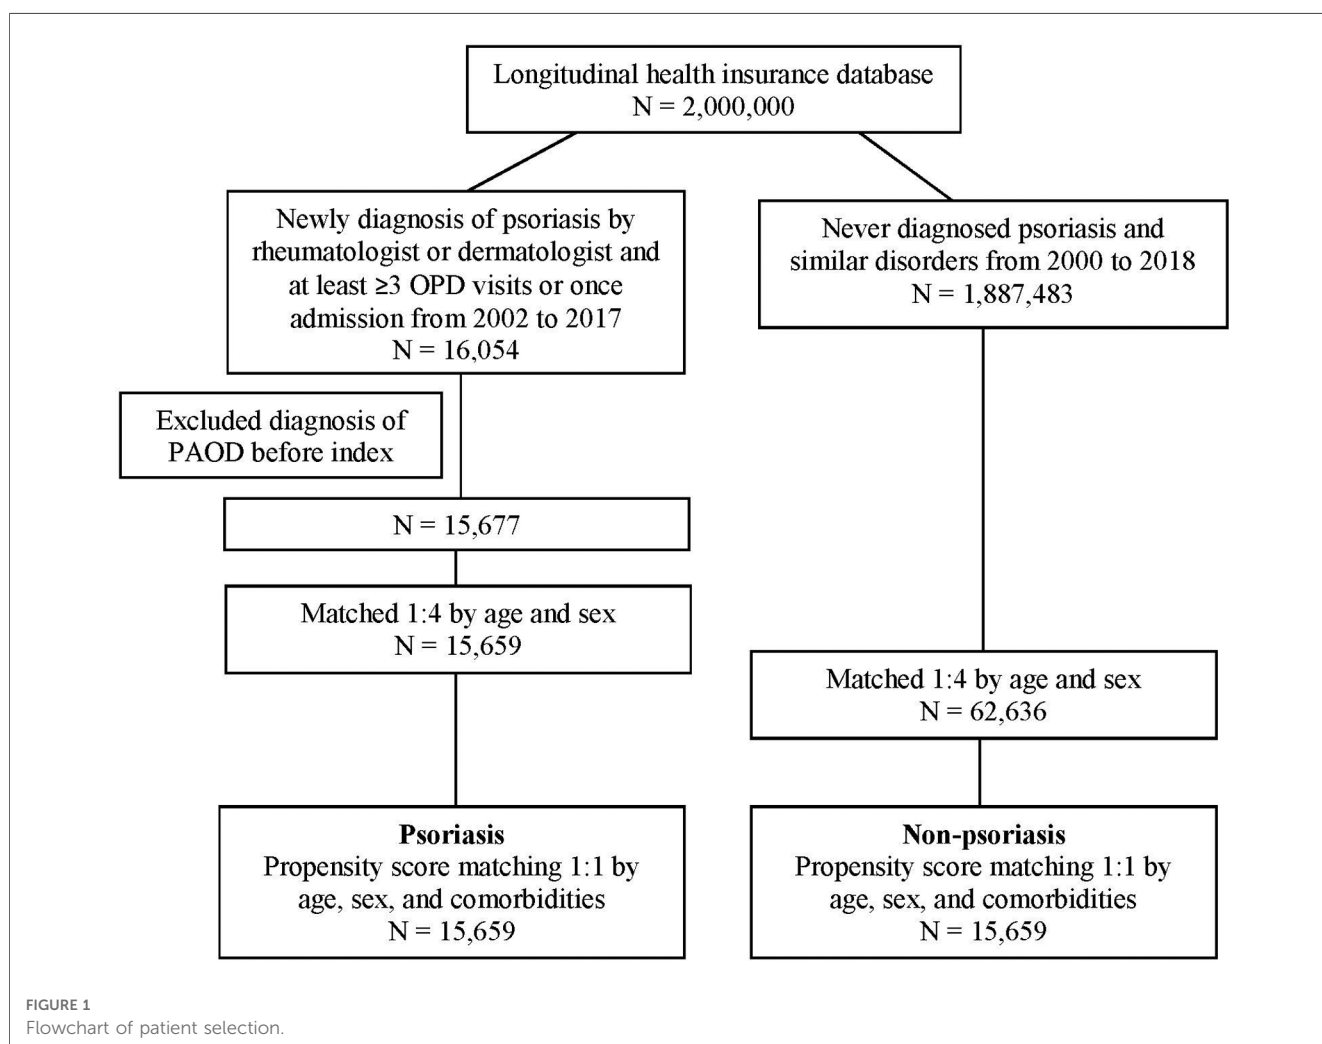 Longitudinal health insurance database
N = 2,000,000
Newly diagnosis of psoriasis by
rheumatologist or dermatologist and
at least ≥3 OPD visits or once
admission from 2002 to 2017
N = 16,054
Never diagnosed psoriasis and
similar disorders from 2000 to 2018
N = 1,887,483
Excluded diagnosis of
PAOD before index
N = 15,677
Matched 1:4 by age and sex
N = 15,659
Matched 1:4 by age and sex
N = 62,636
Psoriasis
Propensity score matching 1:1 by
age, sex, and comorbidities
N = 15,659
Non-psoriasis
Propensity score matching 1:1 by
age, sex, and comorbidities
N = 15,659
FIGURE 1
Flowchart of patient selection.